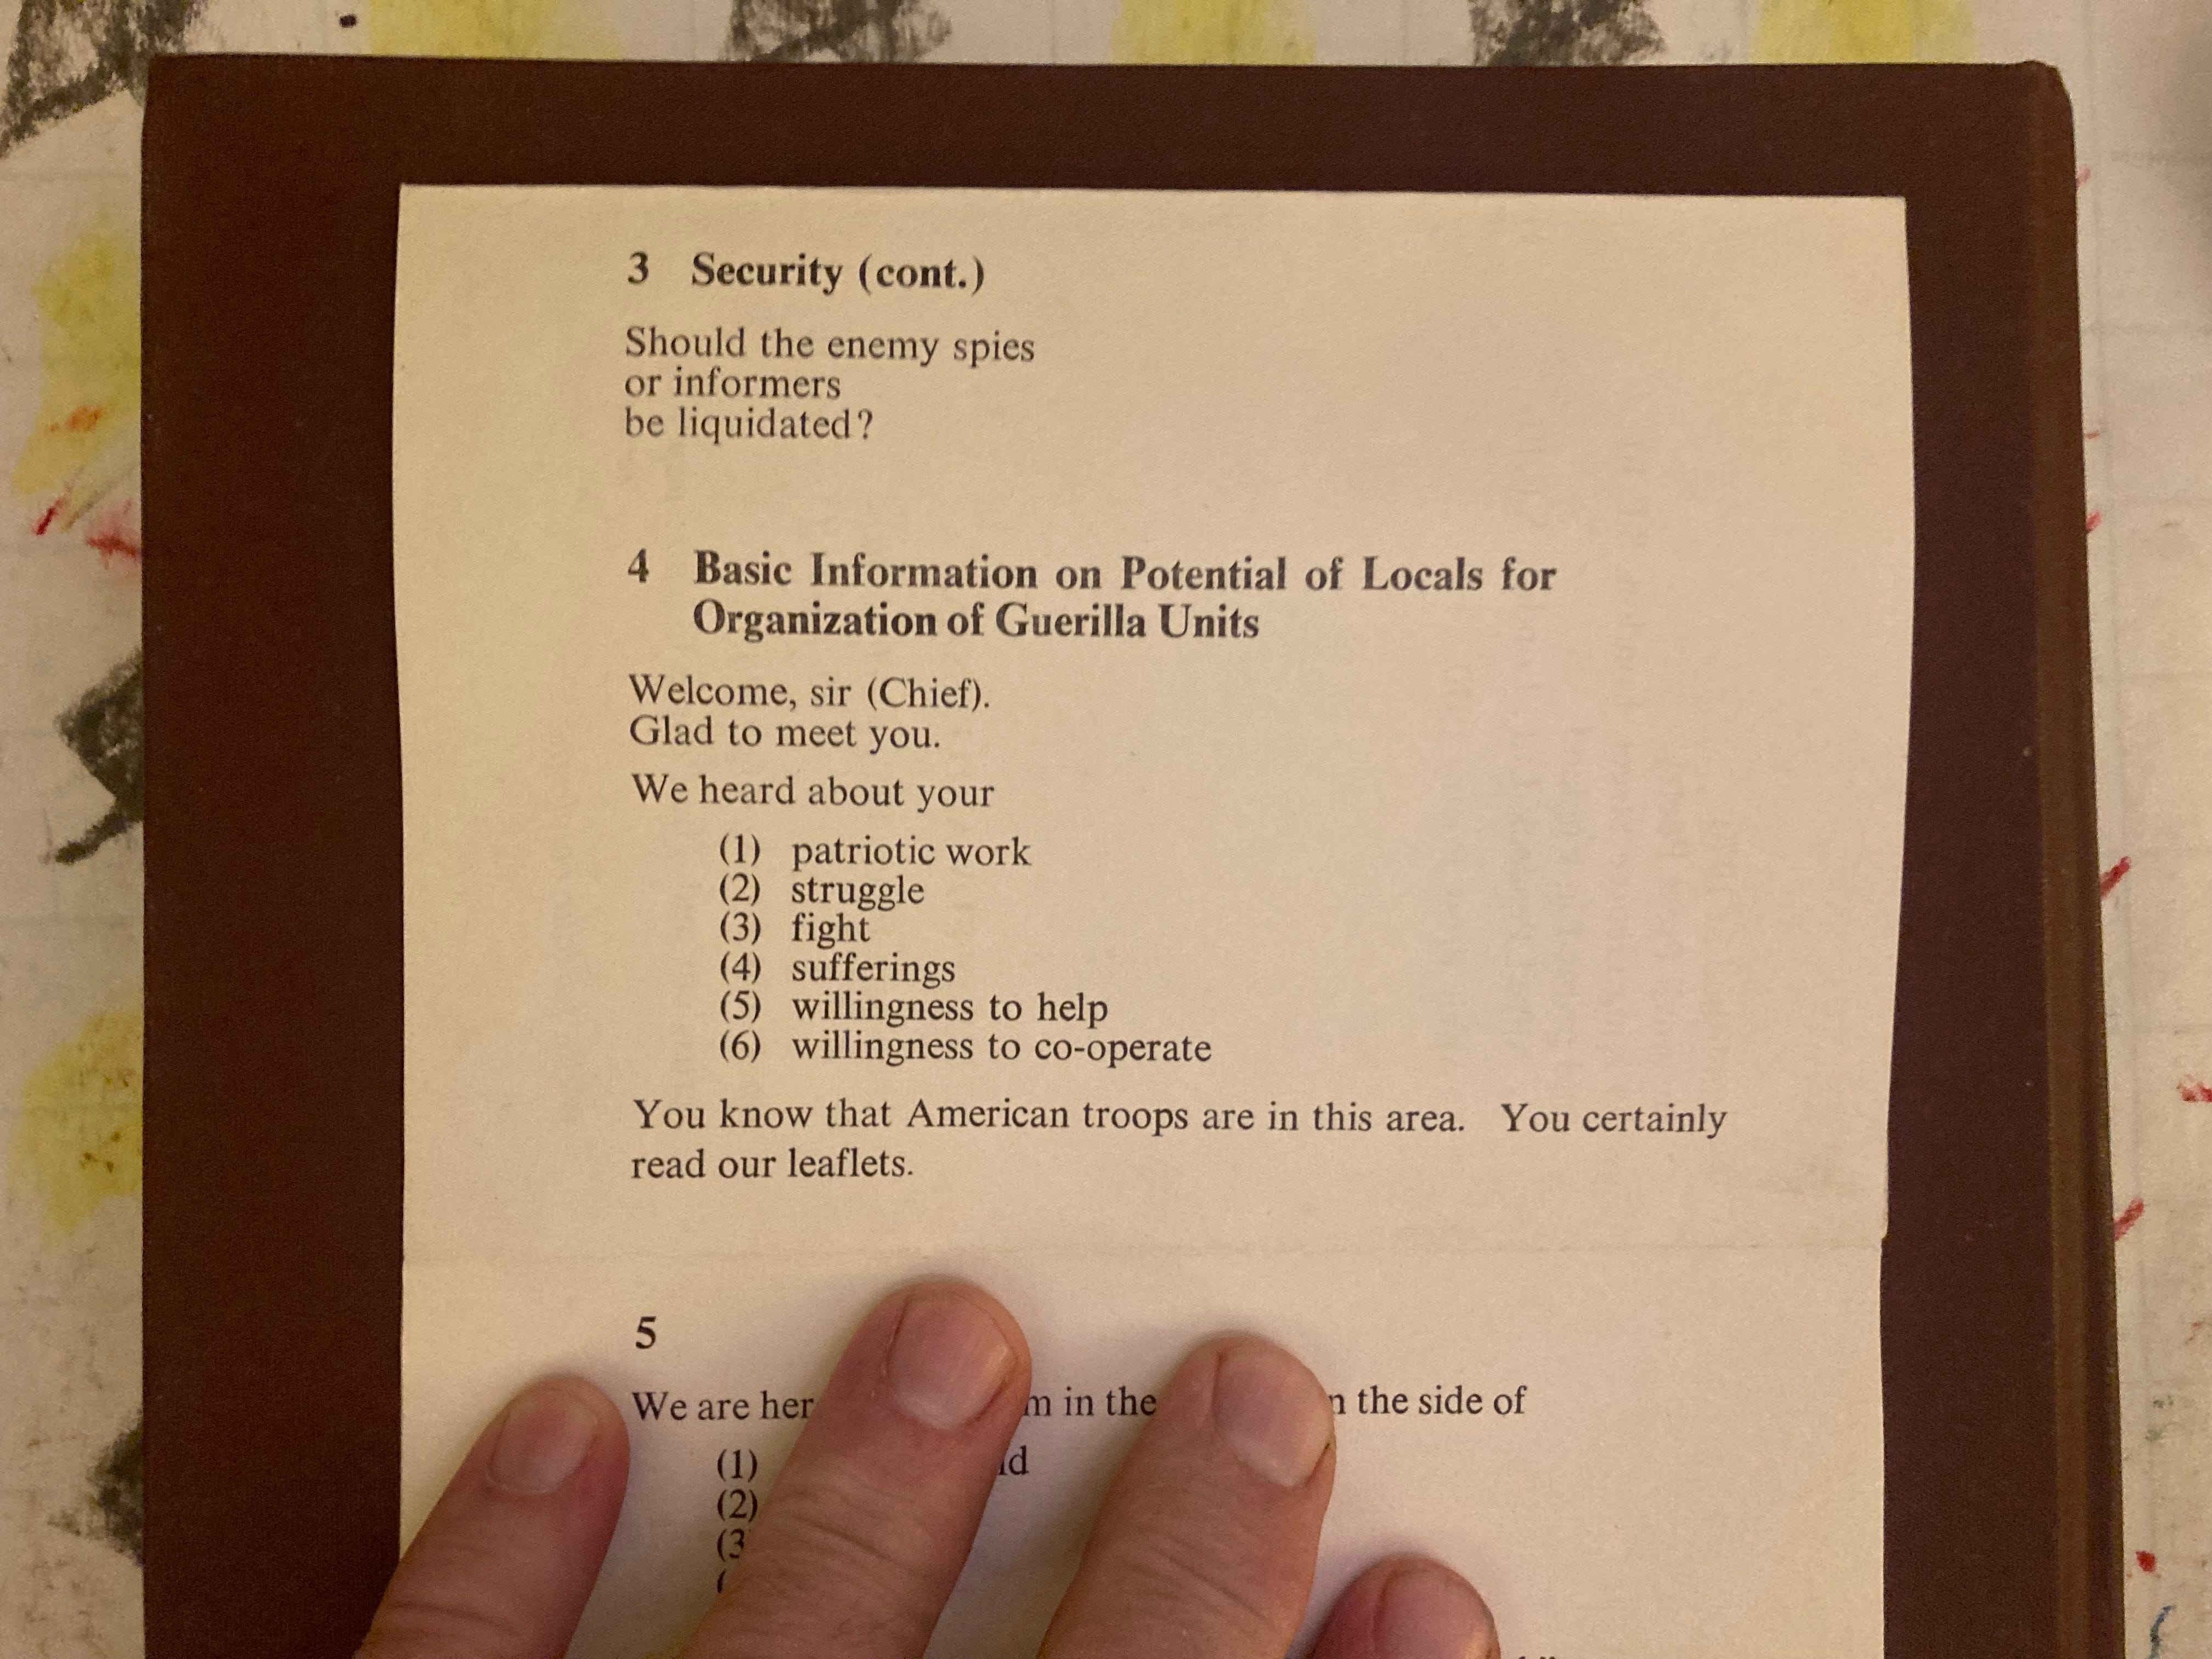 3 Security (cont.)
Should the enemy spies
or informers
be liquidated?
4 Basic Information on Potential of Locals for
Organization of Guerilla Units
Welcome, sir (Chief).
Glad to meet you.
We heard about your
(1) patriotic work
(2) struggle
(3) fight
(4) sufferings
(5) willingness to help
(6) willingness to co-operate
You know that American troops are in this area. You certainly
read our leaflets.
5
We are in the the side of
(1)
(2)
(3